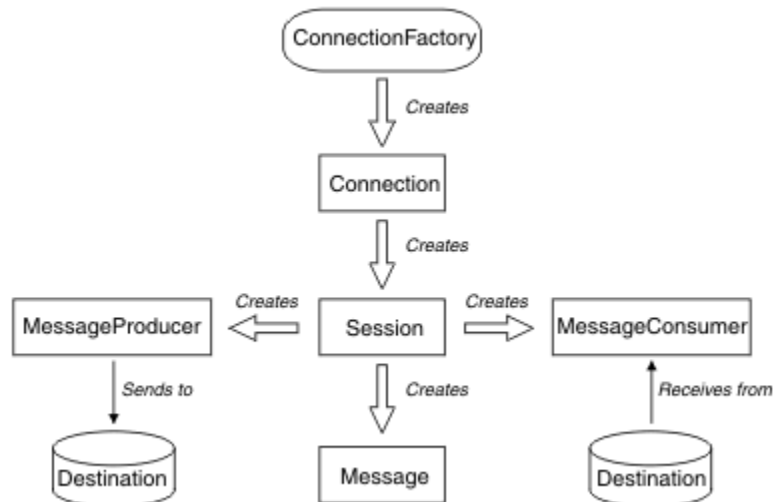 ConnectionFactory
Creates
Connection
Creates
Creates
Creates
MessageProducer
Session
MessageConsumer
Sends to
Creates
Receives from
Destination
Message
Destination